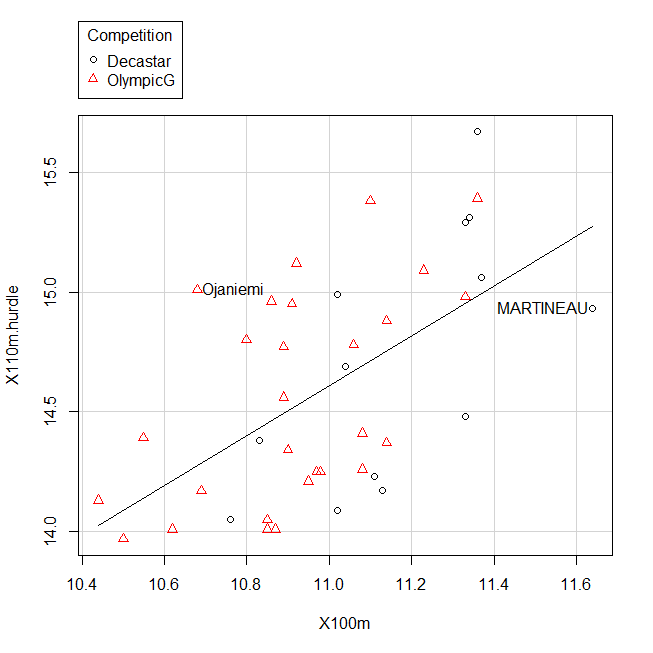 Competition
Decastar
OlympicG
X110m.hurdle
15.5
15.0
14.5
14.0
Ojaniemi
MARTINEAU
10.4 10.6 10.8 11.0 11.2 11.4 11.6
X100m